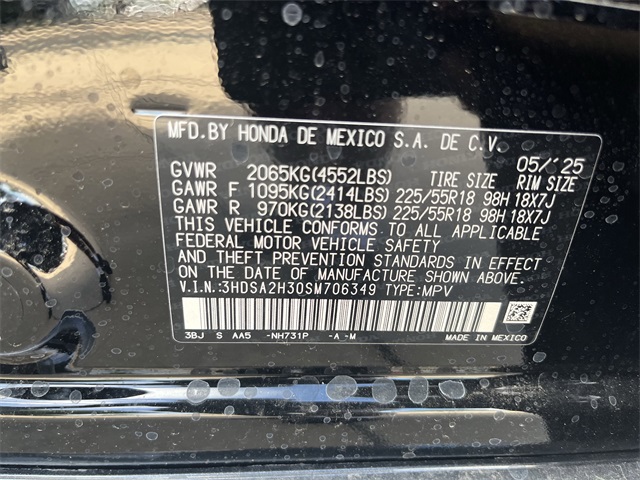 MFD.BY HONDA DE MEXICO S.A. DE C.V. 05/'25
GVWR 2065KG(4552LBS) TIRE SIZE RIM SIZE
GAWR F 1095KG(2414LBS) 225/55R18 98H 18X7J
GAWR R 970KG(2138LBS) 225/55R18 98H 18X7J
THIS VEHICLE CONFORMS TO ALL APPLICABLE
FEDERAL MOTOR VEHICLE SAFETY
AND THEFT PREVENTION STANDARDS IN EFFECT
ON THE DATE OF MANUFACTURE SHOWN ABOVE.
V.I.N.:3HDSA2H30SM706349 TYPE:MPV
3BJ S AA5 -NH731P -A-M MADE IN MEXICO